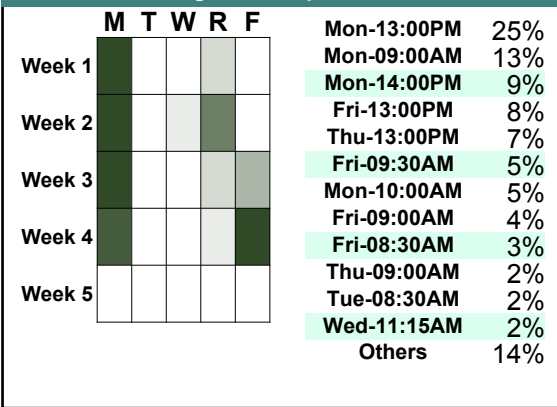 M T W R F
Week 1
Week 2
Week 3
Week 4
Week 5
Mon-13:00PM 25%
Mon-09:00AM 13%
Mon-14:00PM 9%
Fri-13:00PM 8%
Thu-13:00PM 7%
Fri-09:30AM 5%
Mon-10:00AM 5%
Fri-09:00AM 4%
Fri-08:30AM 3%
Thu-09:00AM 2%
Tue-08:30AM 2%
Wed-11:15AM 2%
Others 14%